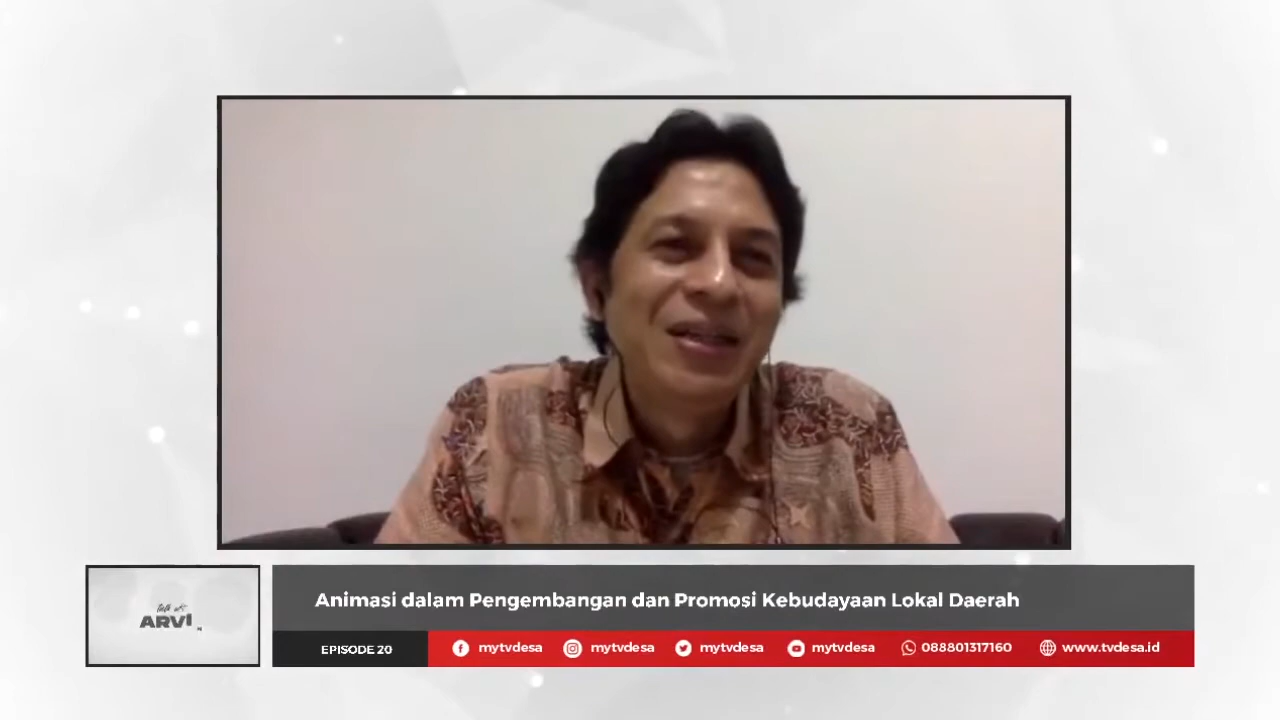 Animasi dalam Pengembangan dan Promosi Kebudayaan Lokal Daerah
talk
ARVI
EPISODE 20
mytvdesa mytvdesa mytvdesa mytvdesa 088801317160 www.tvdesa.id